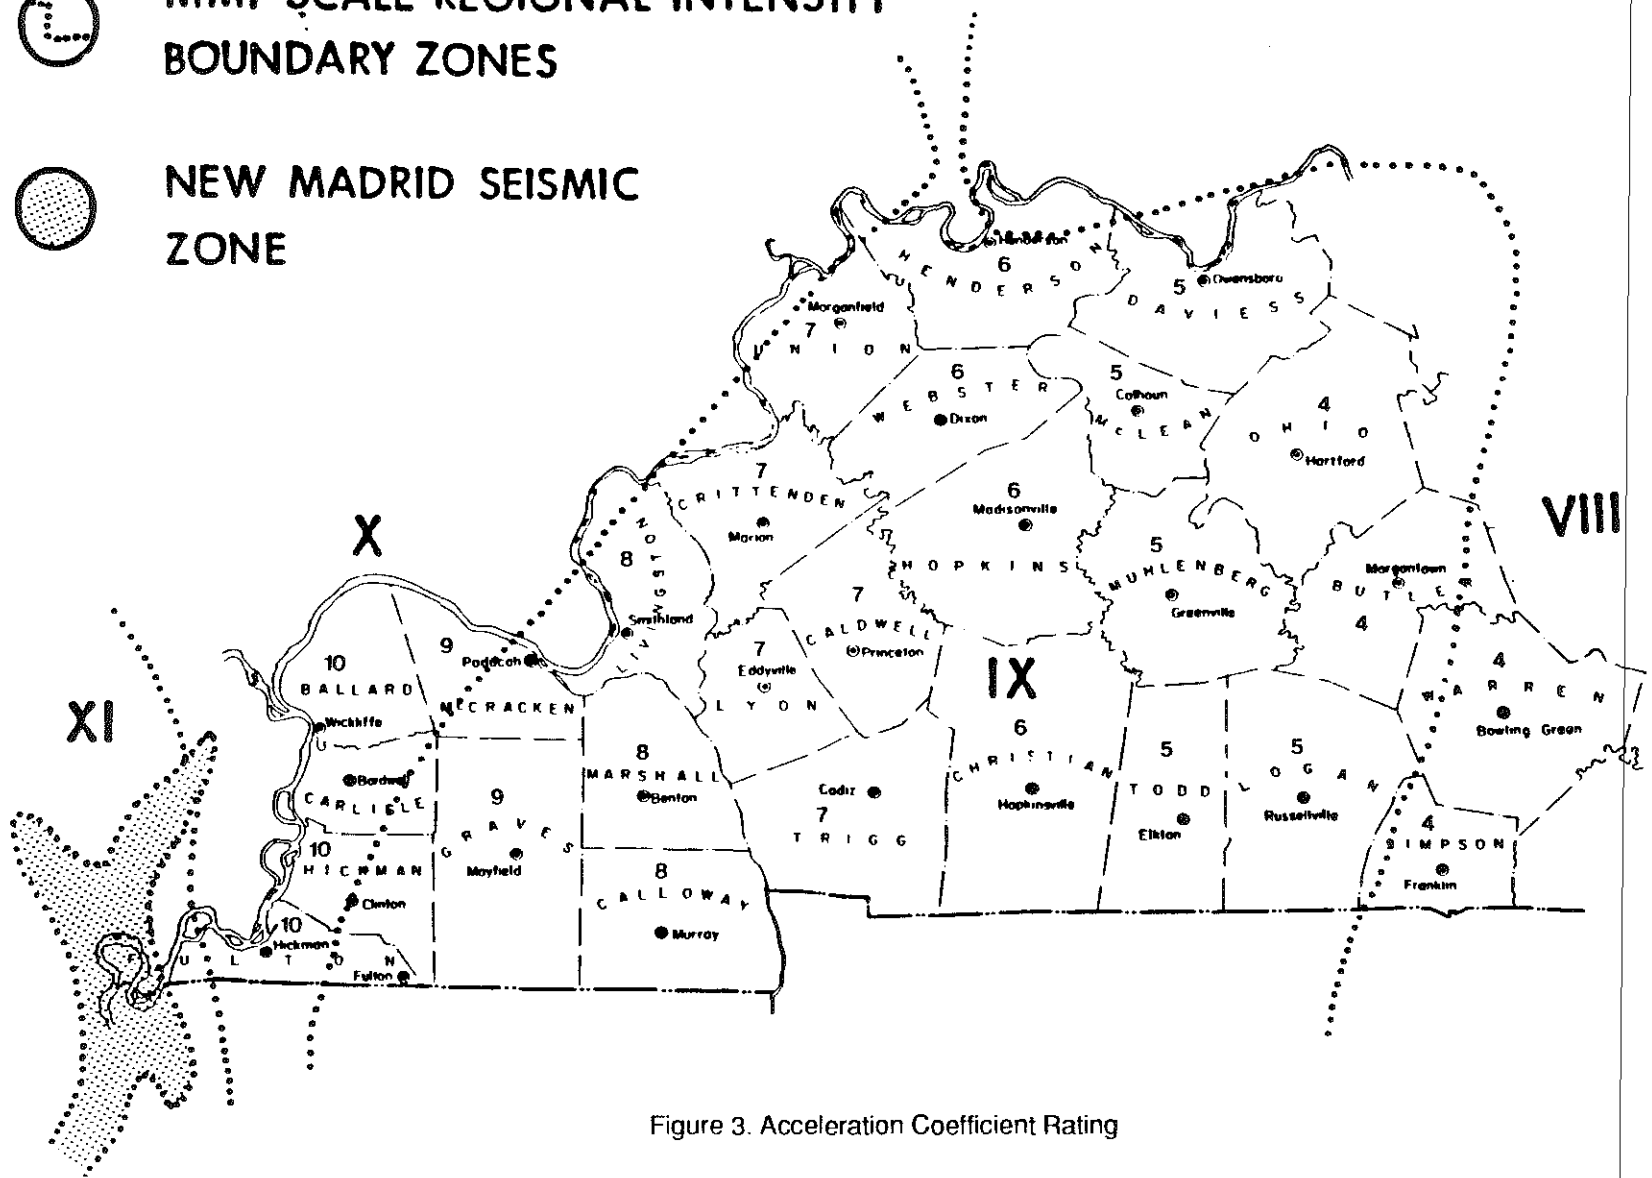 SCALE REGIONAL INTENSITY
BOUNDARY ZONES
NEW MADRID SEISMIC
ZONE
Henderson
HENDERSON
6
5
Owensboro
DAVIESS
Morganfield
7
UNION
6
WEBSTER
Dixon
5
Calhoun
McLEAN
4
OHIO
Hartford
7
CRITTENDEN
Marion
6
Madisonville
HOPKINS
VIII
X
8
LIVINGSTON
Smithland
5
MUHLENBERG
Greenville
Morgantown
BUTLER
4
7
CALDWELL
Princeton
10
BALLARD
Wickliffe
9
Paducah
McCRACKEN
7
Eddyville
LYON
IX
4
WARREN
Bowling Green
XI
Bardwell
CARLISLE
9
GRAVES
Mayfield
8
MARSHALL
Benton
Cadiz
7
TRIGG
6
CHRISTIAN
Hopkinsville
5
TODD
Elkton
5
LOGAN
Russellville
4
SIMPSON
Franklin
10
HICKMAN
Clinton
8
CALLOWAY
Murray
10
Hickman
FULTON
Fulton
Figure 3. Acceleration Coefficient Rating